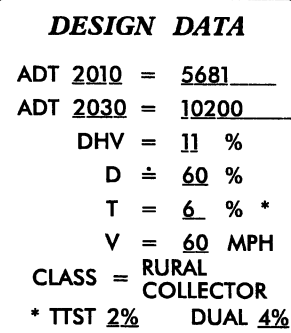 DESIGN DATA
ADT 2010 = 5681
ADT 2030 = 10200
DHV = 11 %
D ≐ 60 %
T = 6 % *
V = 60 MPH
CLASS = RURAL COLLECTOR
* TTST 2% DUAL 4%